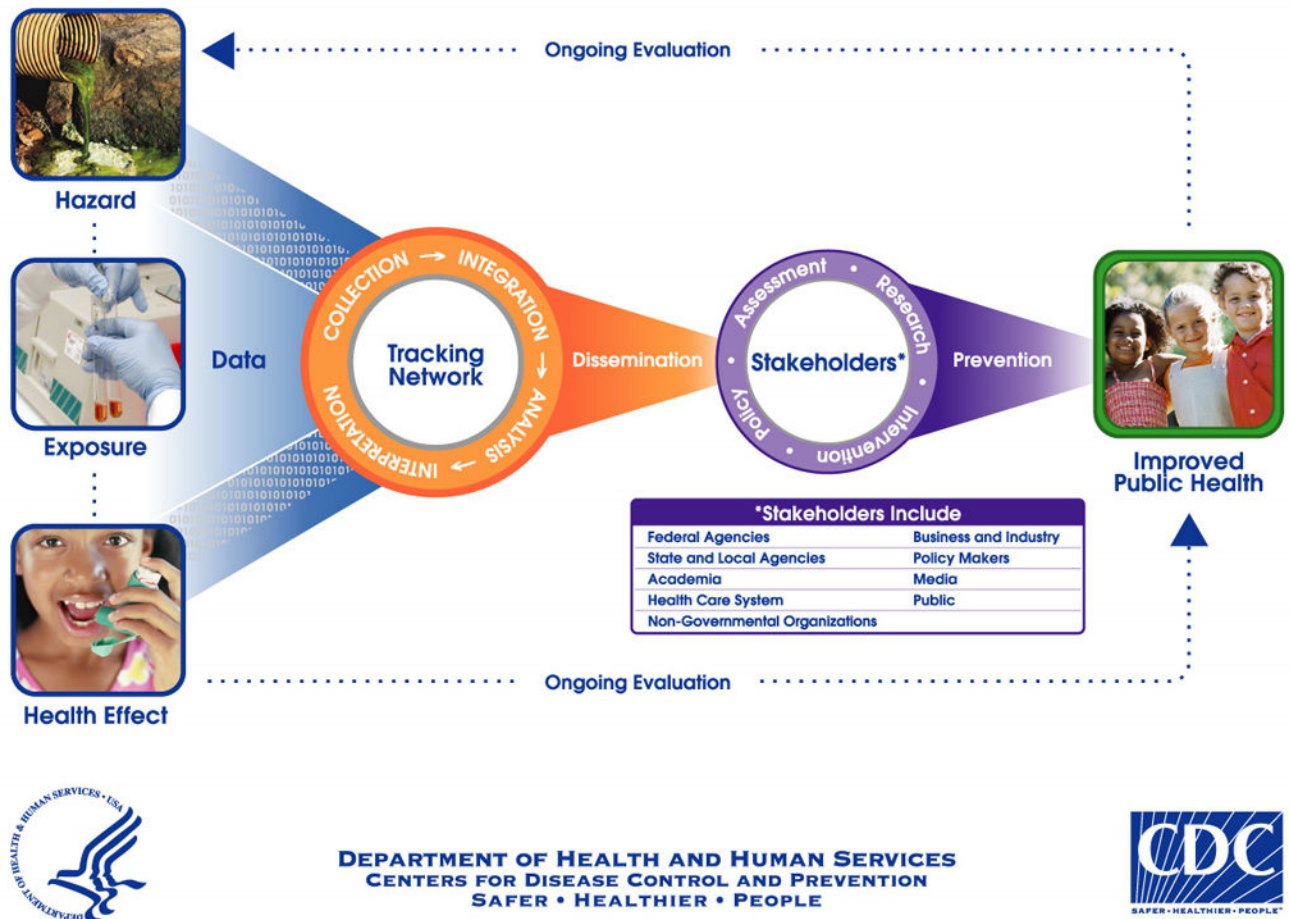 Ongoing Evaluation
Hazard
Exposure
Health Effect
Data
COLLECTION → INTEGRATION → ANALYSIS → INTERPRETATION
Tracking
Network
Dissemination
Assessment • Research • Intervention • Policy •
Stakeholders*
Prevention
Improved
Public Health
*Stakeholders Include
Federal Agencies Business and Industry
State and Local Agencies Policy Makers
Academia Media
Health Care System Public
Non-Governmental Organizations
Ongoing Evaluation
DEPARTMENT OF HEALTH & HUMAN SERVICES • USA
DEPARTMENT OF HEALTH AND HUMAN SERVICES
CENTERS FOR DISEASE CONTROL AND PREVENTION
SAFER • HEALTHIER • PEOPLE
CDC
SAFER • HEALTHIER • PEOPLE™